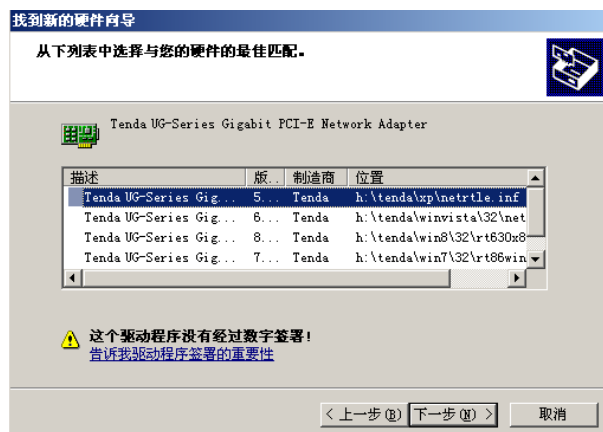 找到新的硬件向导
从下列表中选择与您的硬件的最佳匹配。
Tenda UG-Series Gigabit PCI-E Network Adapter
描述 版.. 制造商 位置
Tenda UG-Series Gig... 5... Tenda h:\tenda\xp\netrtle.inf
Tenda UG-Series Gig... 6... Tenda h:\tenda\winvista\32\net
Tenda UG-Series Gig... 8... Tenda h:\tenda\win8\32\rt630x8
Tenda UG-Series Gig... 7... Tenda h:\tenda\win7\32\rt86win
这个驱动程序没有经过数字签署!
告诉我驱动程序签署的重要性
< 上一步(B) 下一步(N) > 取消